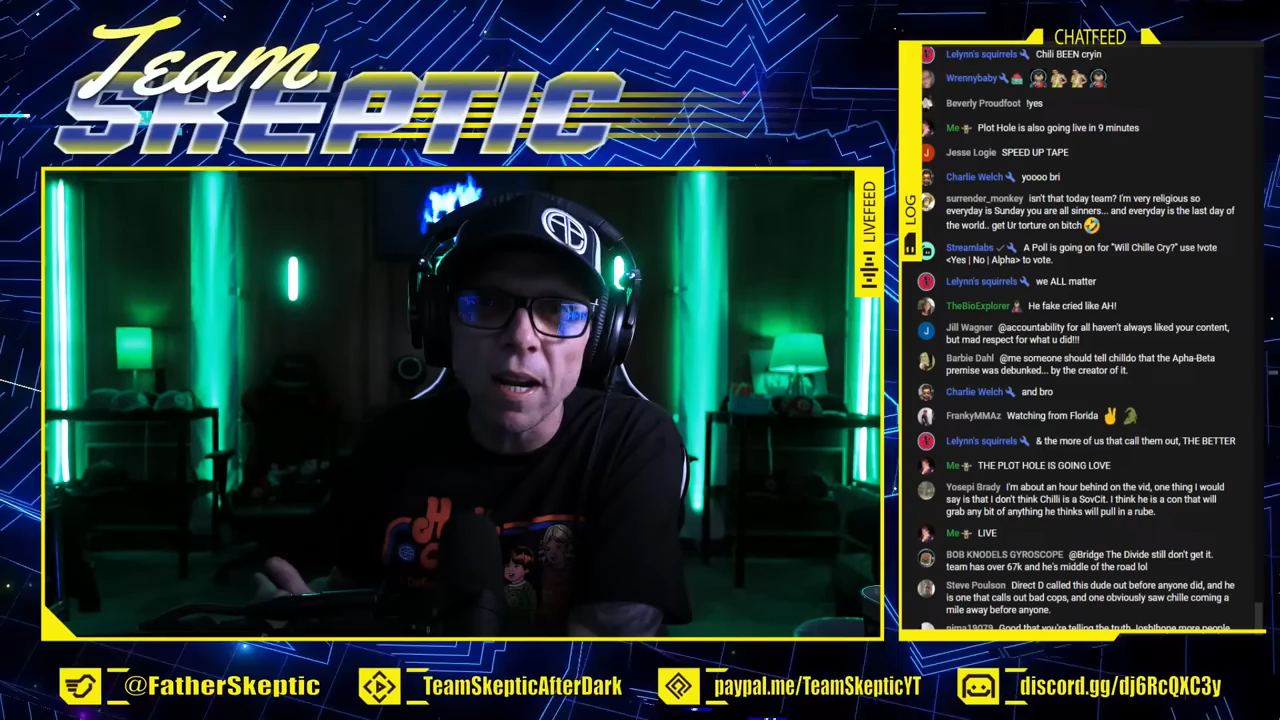 Team
SKEPTIC
CHATFEED
LOG
LIVEFEED
Lelynn's squirrels Chili BEEN cryin
Wrennybaby
Beverly Proudfoot !yes
Me Plot Hole is also going live in 9 minutes
Jesse Logie SPEED UP TAPE
Charlie Welch yoooo bri
surrender_monkey isn't that today team? I'm very religious so
everyday is Sunday you are all sinners... and everyday is the last day of
the world.. get Ur torture on bitch
Streamlabs A Poll is going on for "Will Chille Cry?" use !vote
<Yes | No | Alpha> to vote.
Lelynn's squirrels we ALL matter
TheBioExplorer He fake cried like AH!
Jill Wagner @accountability for all haven't always liked your content,
but mad respect for what u did!!!
Barbie Dahl @me someone should tell chilldo that the Apha-Beta
premise was debunked... by the creator of it.
Charlie Welch and bro
FrankyMMAz Watching from Florida
Lelynn's squirrels & the more of us that call them out, THE BETTER
Me THE PLOT HOLE IS GOING LOVE
Yosepi Brady I'm about an hour behind on the vid, one thing I would
say is that I don't think Chilli is a SovCit. I think he is a con that will
grab any bit of anything he thinks will pull in a rube.
Me LIVE
BOB KNODELS GYROSCOPE @Bridge The Divide still don't get it.
team has over 67k and he's middle of the road lol
Steve Poulson Direct D called this dude out before anyone did, and he
is one that calls out bad cops, and one obviously saw chille coming a
mile away before anyone.
@FatherSkeptic
TeamSkepticAfterDark
paypal.me/TeamSkepticYT
discord.gg/dj6RcQXC3y